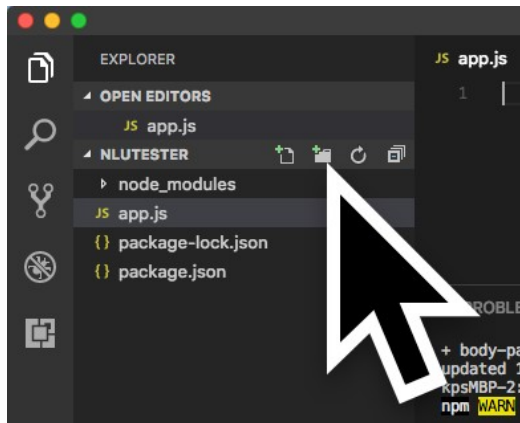 EXPLORER
OPEN EDITORS
JS app.js
NLUTESTER
node_modules
JS app.js
{} package-lock.json
{} package.json
JS app.js
1
ROBLE
+ body-pa
updated 1
kpsMBP-2:
npm WARN